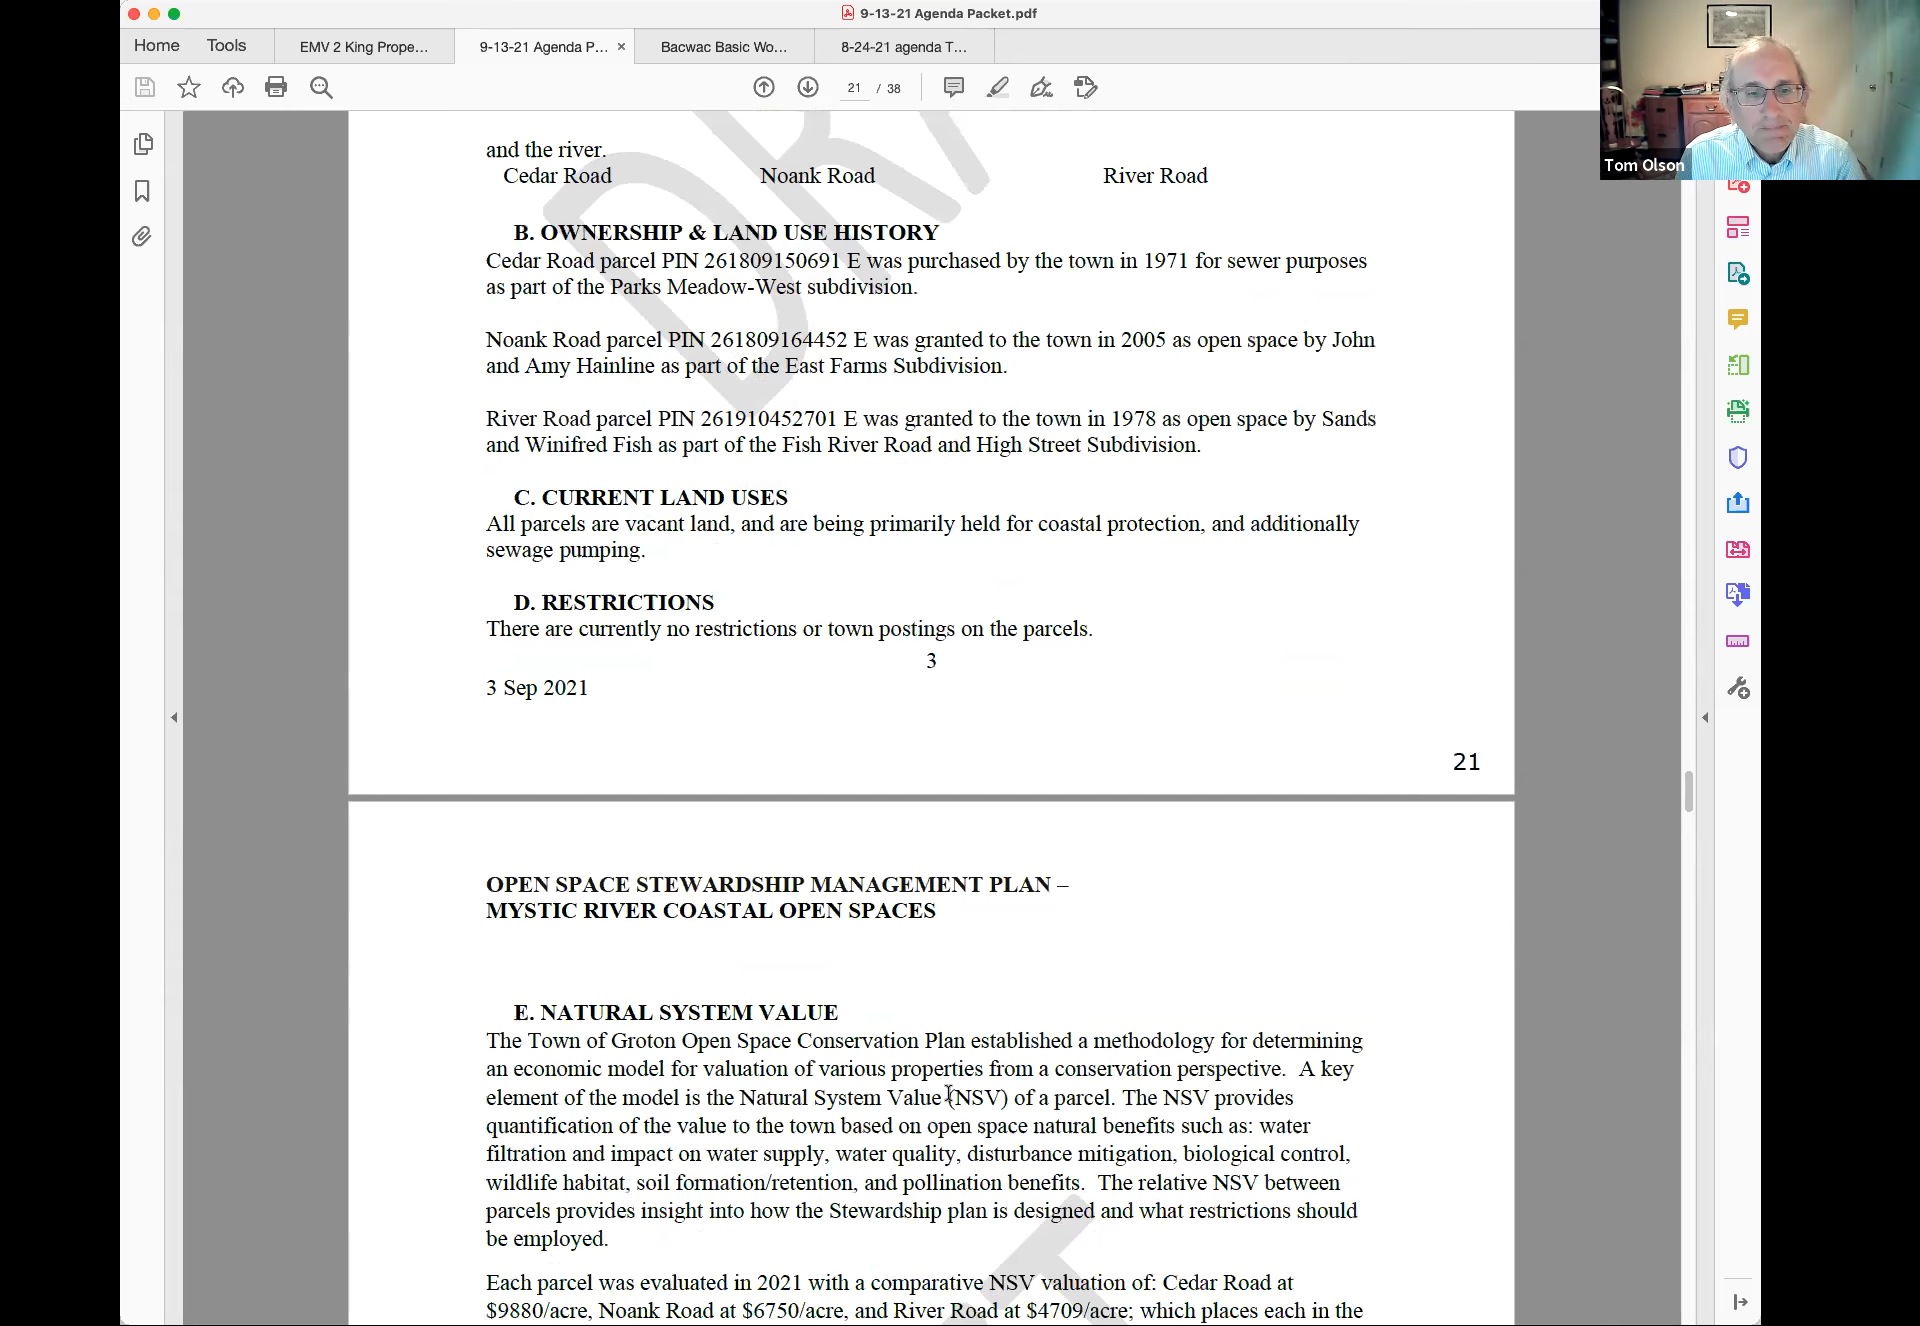 9-13-21 Agenda Packet.pdf
Home Tools EMV 2 King Prope... 9-13-21 Agenda P... × Bacwac Basic Wo... 8-24-21 agenda T...
21 / 38
Tom Olson
and the river.
Cedar Road Noank Road River Road
B. OWNERSHIP & LAND USE HISTORY
Cedar Road parcel PIN 261809150691 E was purchased by the town in 1971 for sewer purposes
as part of the Parks Meadow-West subdivision.
Noank Road parcel PIN 261809164452 E was granted to the town in 2005 as open space by John
and Amy Hainline as part of the East Farms Subdivision.
River Road parcel PIN 261910452701 E was granted to the town in 1978 as open space by Sands
and Winifred Fish as part of the Fish River Road and High Street Subdivision.
C. CURRENT LAND USES
All parcels are vacant land, and are being primarily held for coastal protection, and additionally
sewage pumping.
D. RESTRICTIONS
There are currently no restrictions or town postings on the parcels.
3
3 Sep 2021
21
OPEN SPACE STEWARDSHIP MANAGEMENT PLAN –
MYSTIC RIVER COASTAL OPEN SPACES
E. NATURAL SYSTEM VALUE
The Town of Groton Open Space Conservation Plan established a methodology for determining
an economic model for valuation of various properties from a conservation perspective. A key
element of the model is the Natural System Value (NSV) of a parcel. The NSV provides
quantification of the value to the town based on open space natural benefits such as: water
filtration and impact on water supply, water quality, disturbance mitigation, biological control,
wildlife habitat, soil formation/retention, and pollination benefits. The relative NSV between
parcels provides insight into how the Stewardship plan is designed and what restrictions should
be employed.
Each parcel was evaluated in 2021 with a comparative NSV valuation of: Cedar Road at
$9880/acre, Noank Road at $6750/acre, and River Road at $4709/acre; which places each in the